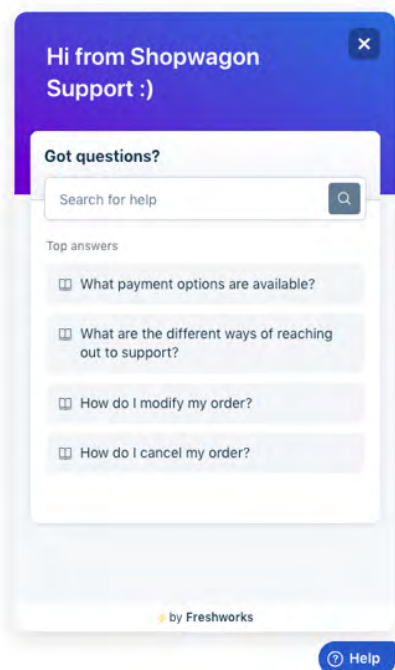 Hi from Shopwagon
Support :)
Got questions?
Search for help
Top answers
What payment options are available?
What are the different ways of reaching
out to support?
How do I modify my order?
How do I cancel my order?
by Freshworks
Help